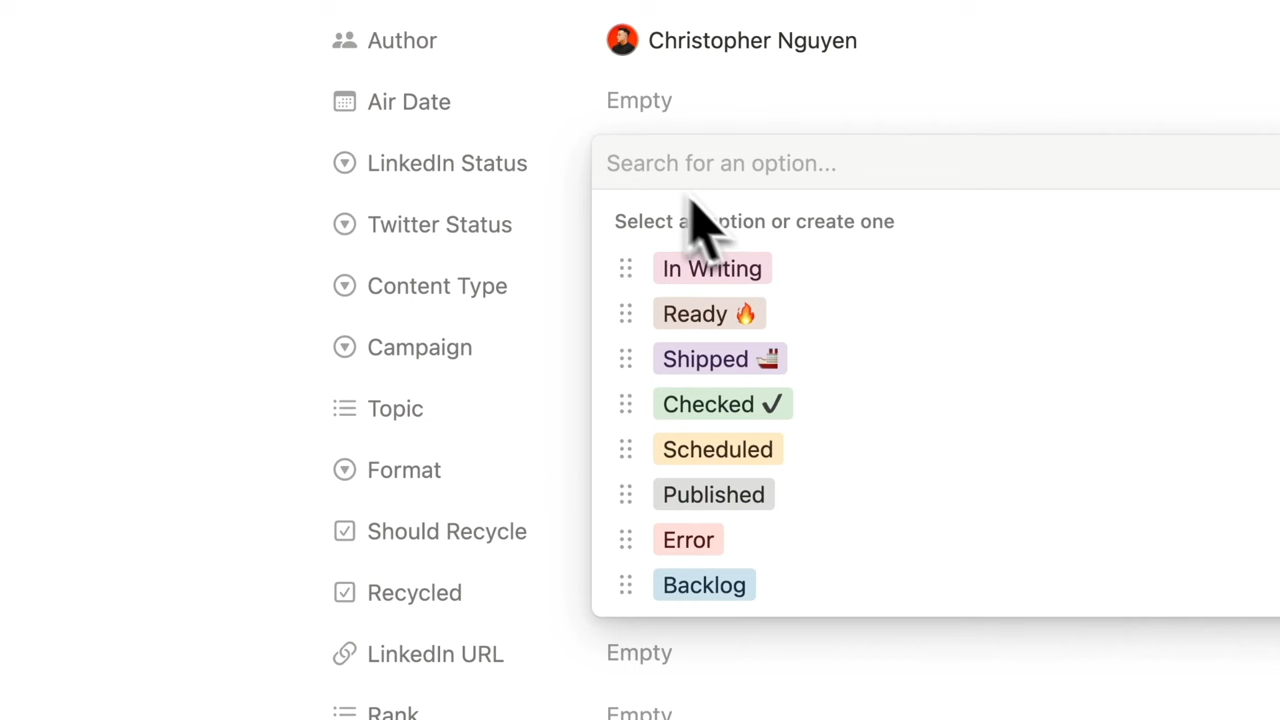 Author
Christopher Nguyen
Air Date
Empty
LinkedIn Status
Search for an option...
Twitter Status
Select an option or create one
Content Type
In Writing
Ready 🔥
Campaign
Shipped 🚢
Topic
Checked ✔
Scheduled
Format
Published
Should Recycle
Error
Recycled
Backlog
LinkedIn URL
Empty
Rank
Empty